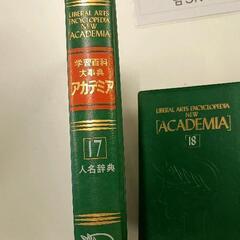 LIBERAL ARTS ENCYCLOPEDIA
NEW
ACADEMIA
学習百科
大事典
アカデミア
17
人名辞典
LIBERAL ARTS ENCYCLOPEDIA
NEW
[ACADEMIA]
18